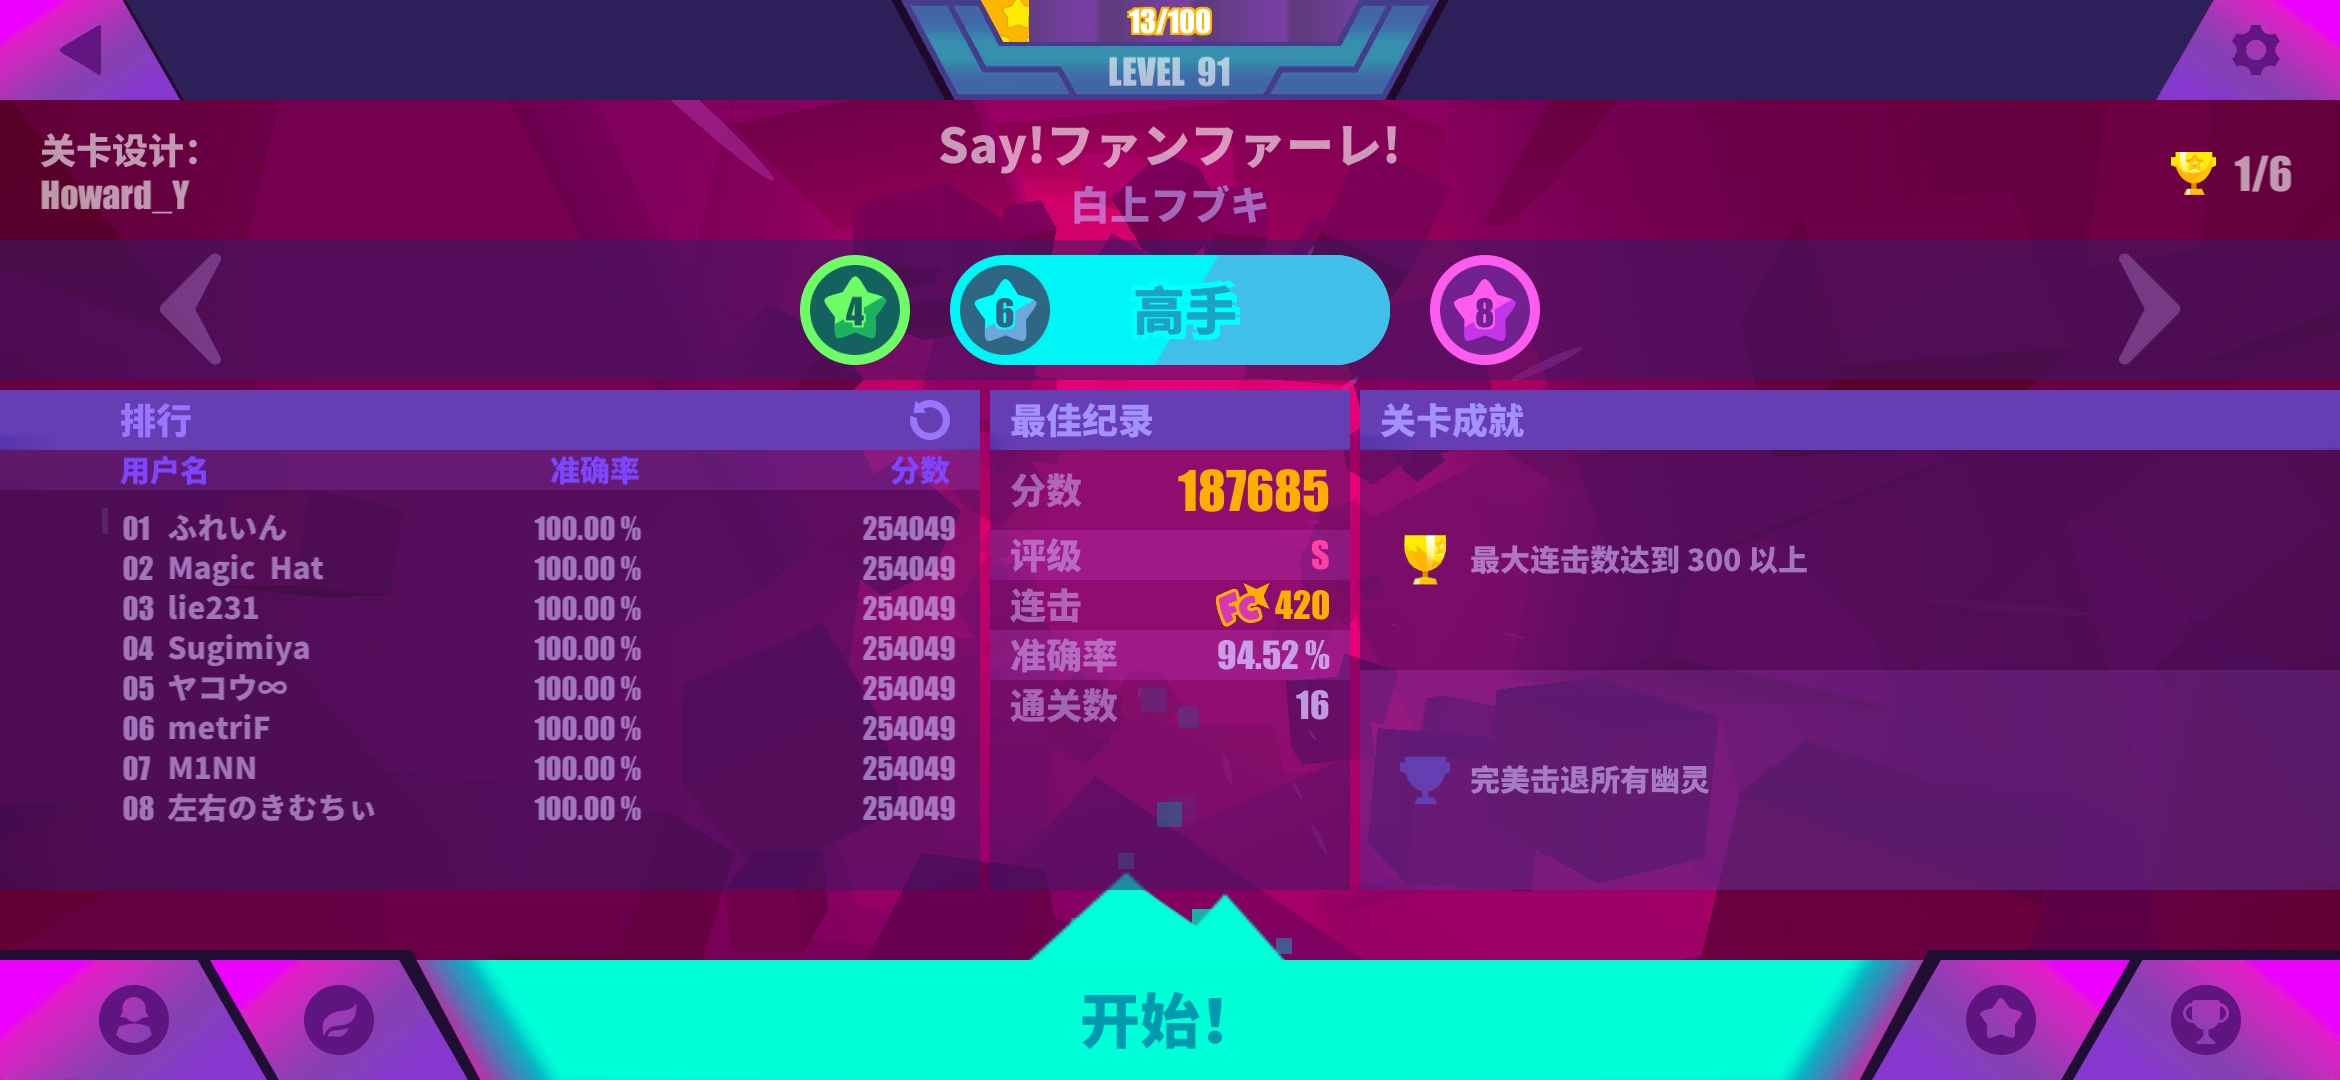 13/100
LEVEL 91
关卡设计:
Howard_Y
Say!ファンファーレ!
白上フブキ
1/6
4
6
高手
8
排行
用户名 准确率 分数
01 ふれいん 100.00% 254049
02 Magic Hat 100.00% 254049
03 lie231 100.00% 254049
04 Sugimiya 100.00% 254049
05 ヤコウ∞ 100.00% 254049
06 metriF 100.00% 254049
07 M1NN 100.00% 254049
08 左右のきむちぃ 100.00% 254049
最佳纪录
分数 187685
评级 S
连击 FC 420
准确率 94.52%
通关数 16
关卡成就
最大连击数达到 300 以上
完美击退所有幽灵
开始!